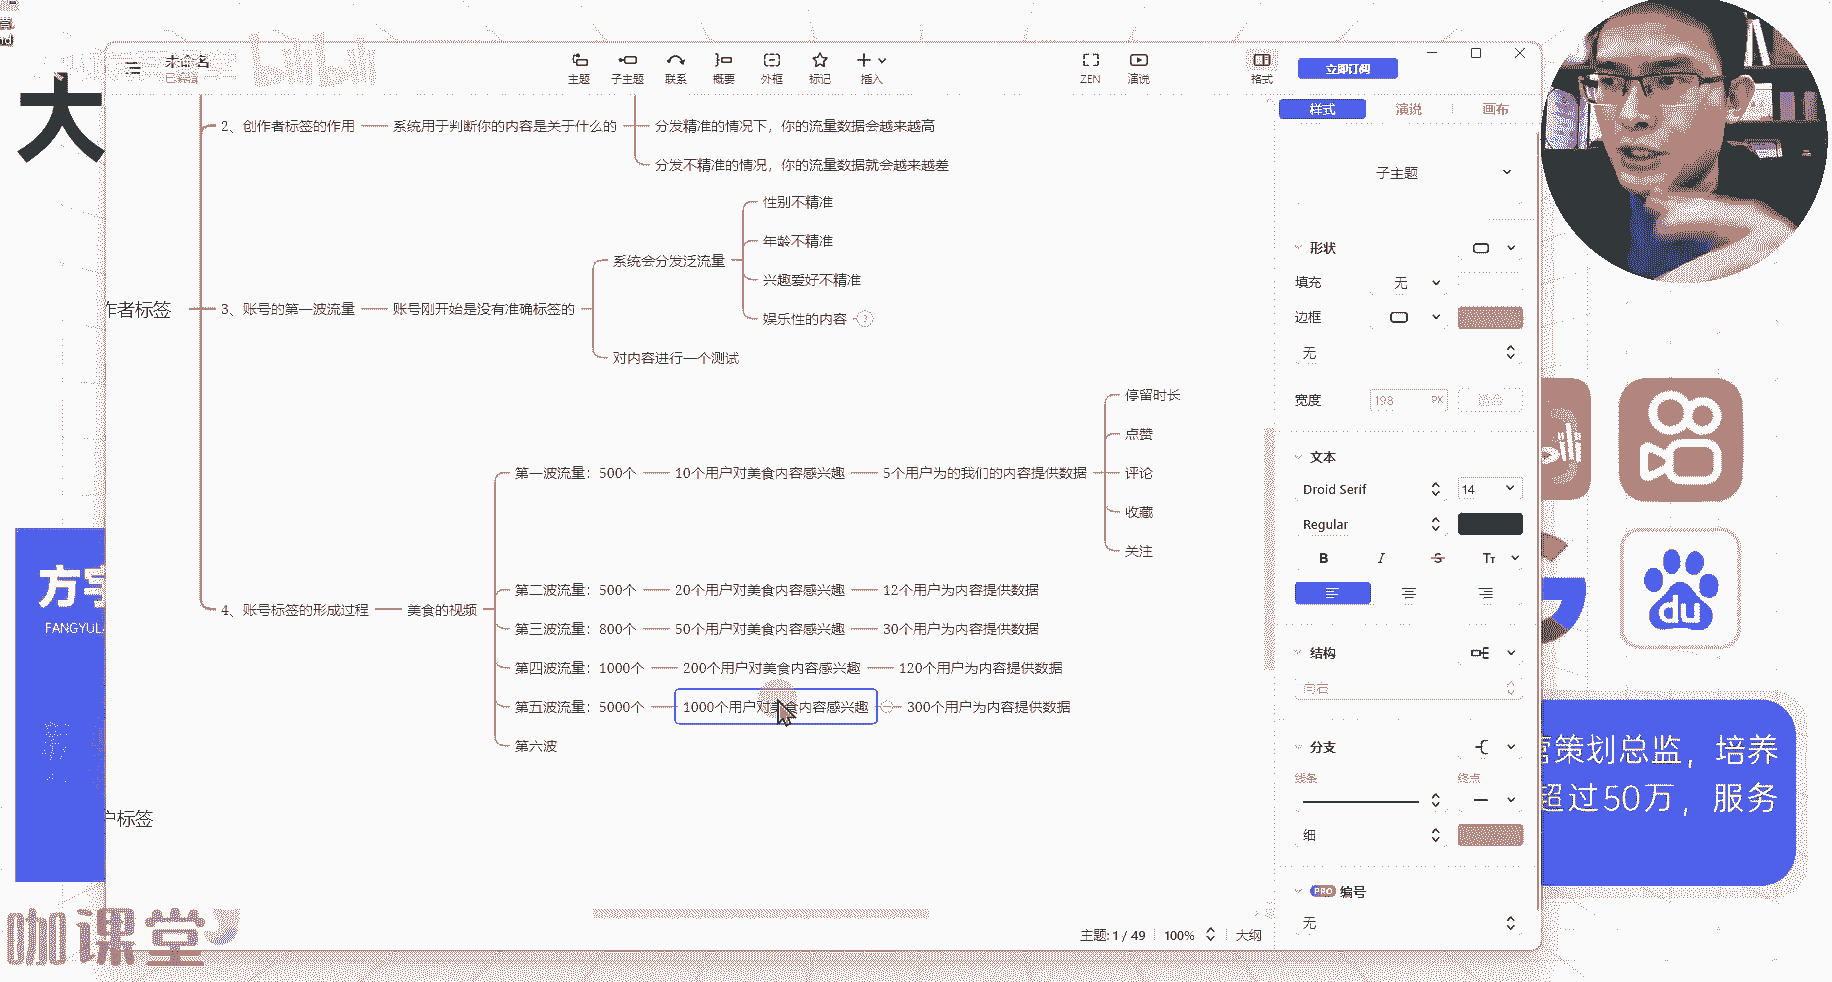 大
未命名
已编辑
bilibili
主题
子主题
联系
概要
外框
标记
插入
ZEN
演说
格式
立即订阅
样式
演说
画布
2、创作者标签的作用
系统用于判断你的内容是关于什么的
分发精准的情况下，你的流量数据会越来越高
分发不精准的情况，你的流量数据就会越来越差
作者标签
3、账号的第一波流量
账号刚开始是没有准确标签的
系统会分发泛流量
性别不精准
年龄不精准
兴趣爱好不精准
娱乐性的内容
对内容进行一个测试
4、账号标签的形成过程
美食的视频
第一波流量：500个
10个用户对美食内容感兴趣
5个用户为的我们的内容提供数据
停留时长
点赞
评论
收藏
关注
第二波流量：500个
20个用户对美食内容感兴趣
12个用户为内容提供数据
第三波流量：800个
50个用户对美食内容感兴趣
30个用户为内容提供数据
第四波流量：1000个
200个用户对美食内容感兴趣
120个用户为内容提供数据
第五波流量：5000个
1000个用户对美食内容感兴趣
300个用户为内容提供数据
第六波
户标签
子主题
形状
填充
无
边框
无
宽度
198
PX
文本
Droid Serif
14
Regular
B
I
S
Tт
结构
向右
分支
线条
终点
细
PRO
编号
无
主题: 1 / 49
100%
大纲
方宇
FANGYUL
du
营策划总监，培养
超过50万，服务
咖课堂